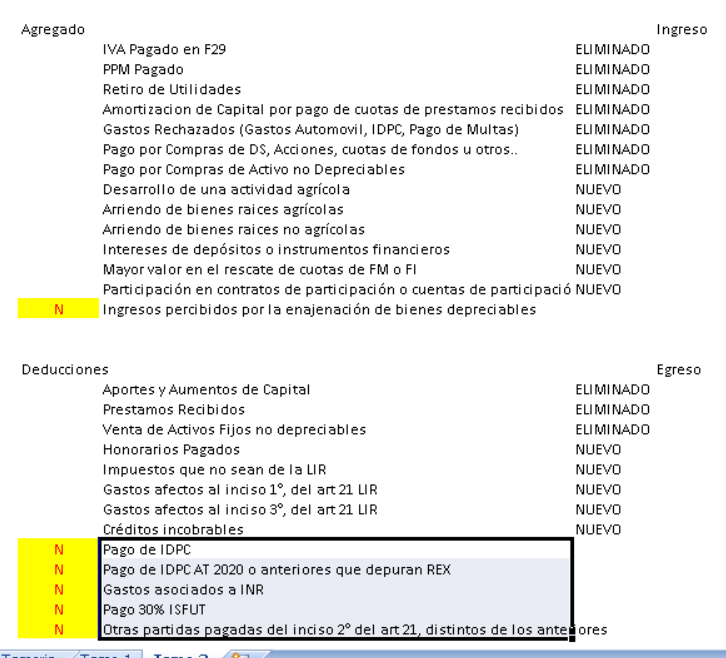 Agregado Ingreso
IVA Pagado en F29 ELIMINADO
PPM Pagado ELIMINADO
Retiro de Utilidades ELIMINADO
Amortizacion de Capital por pago de cuotas de prestamos recibidos ELIMINADO
Gastos Rechazados (Gastos Automovil, IDPC, Pago de Multas) ELIMINADO
Pago por Compras de DS, Acciones, cuotas de fondos u otros.. ELIMINADO
Pago por Compras de Activo no Depreciables ELIMINADO
Desarrollo de una actividad agrícola NUEVO
Arriendo de bienes raices agrícolas NUEVO
Arriendo de bienes raices no agrícolas NUEVO
Intereses de depósitos o instrumentos financieros NUEVO
Mayor valor en el rescate de cuotas de FM o FI NUEVO
Participación en contratos de participación o cuentas de participació NUEVO
N Ingresos percibidos por la enajenación de bienes depreciables
Deducciones Egreso
Aportes y Aumentos de Capital ELIMINADO
Prestamos Recibidos ELIMINADO
Venta de Activos Fijos no depreciables ELIMINADO
Honorarios Pagados NUEVO
Impuestos que no sean de la LIR NUEVO
Gastos afectos al inciso 1°, del art 21 LIR NUEVO
Gastos afectos al inciso 3°, del art 21 LIR NUEVO
Créditos incobrables NUEVO
N Pago de IDPC
N Pago de IDPC AT 2020 o anteriores que depuran REX
N Gastos asociados a INR
N Pago 30% ISFUT
N Otras partidas pagadas del inciso 2° del art 21, distintos de los anteriores